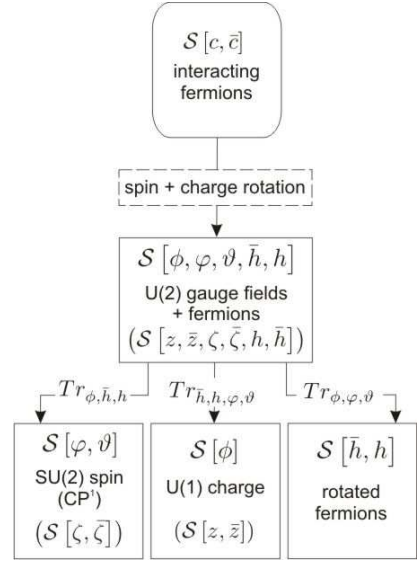 𝒮 [c, c̄]
interacting
fermions
spin + charge rotation
𝒮 [ϕ, φ, ϑ, h̄, h]
U(2) gauge fields
+ fermions
(𝒮 [z, z̄, ζ, ζ̄, h, h̄])
Tr_{ϕ,h̄,h}
Tr_{h̄,h,φ,ϑ}
Tr_{ϕ,φ,ϑ}
𝒮 [φ, ϑ]
SU(2) spin
(CP¹)
(𝒮 [ζ, ζ̄])
𝒮 [ϕ]
U(1) charge
(𝒮 [z, z̄])
𝒮 [h̄, h]
rotated
fermions